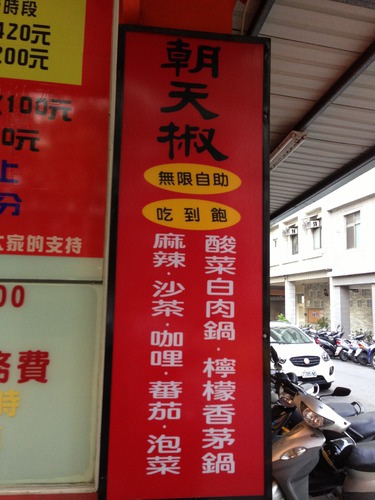 時段
420元
200元
100元
0元
上
分
大家的支持
00
務費
時
朝天椒
無限自助
吃到飽
酸菜白肉鍋·檸檬香茅鍋
麻辣·沙茶·咖哩·蕃茄·泡菜